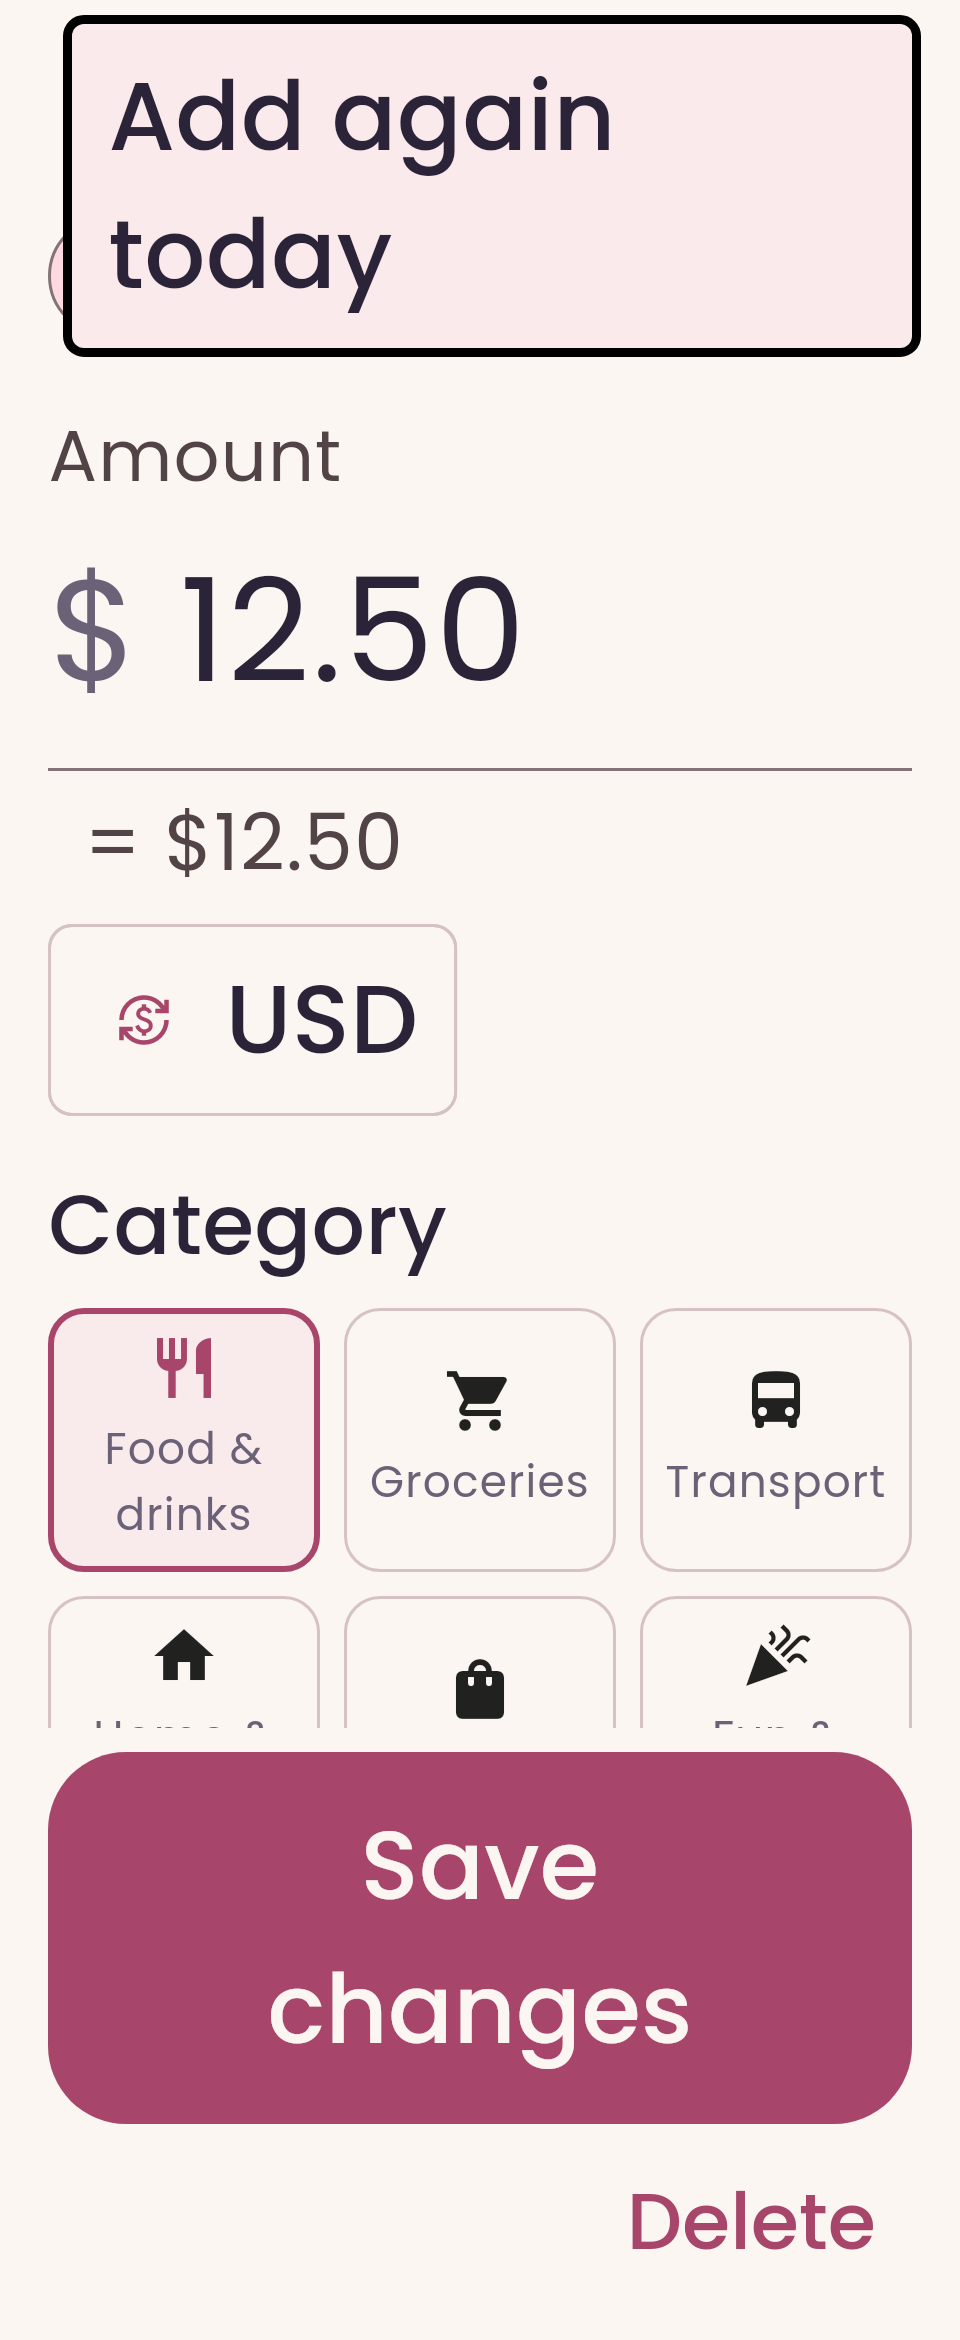 Add again
today
Amount
$ 12.50
= $12.50
USD
Category
Food &
drinks
Groceries
Transport
Save
changes
Delete